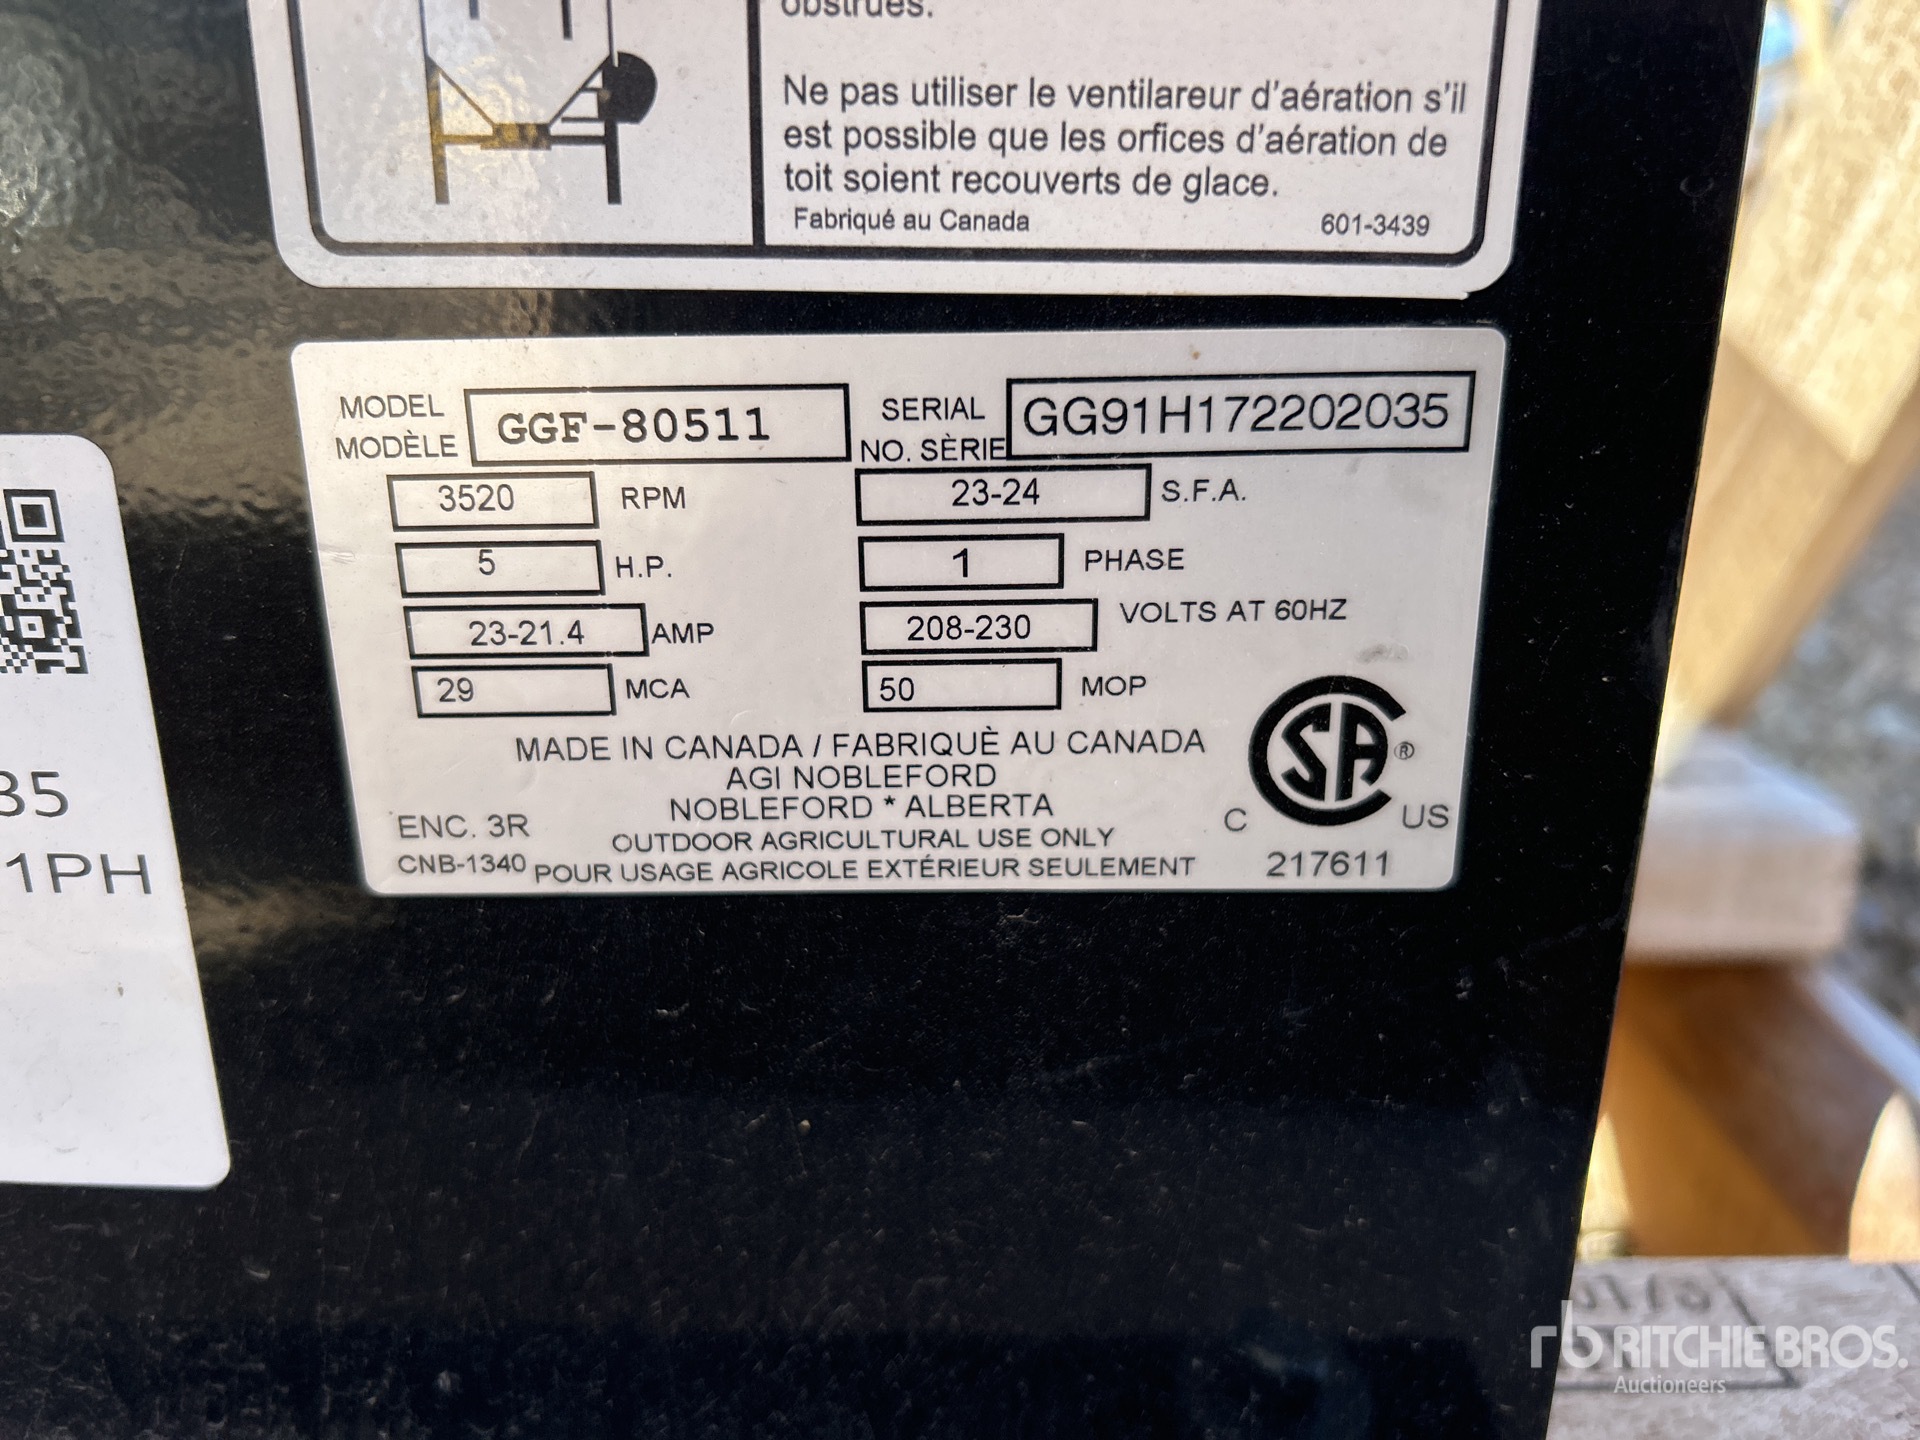 obstrués.
Ne pas utiliser le ventilareur d'aération s'il
est possible que les orfices d'aération de
toit soient recouverts de glace.
Fabriqué au Canada 601-3439
MODEL
MODÈLE GGF-80511
SERIAL
NO. SÈRIE GG91H172202035
3520 RPM 23-24 S.F.A.
5 H.P. 1 PHASE
23-21.4 AMP 208-230 VOLTS AT 60HZ
29 MCA 50 MOP
MADE IN CANADA / FABRIQUÈ AU CANADA
AGI NOBLEFORD
NOBLEFORD * ALBERTA
ENC. 3R OUTDOOR AGRICULTURAL USE ONLY
CNB-1340 POUR USAGE AGRICOLE EXTÉRIEUR SEULEMENT
C SA ® US
217611
35
1PH
rb RITCHIE BROS.
Auctioneers